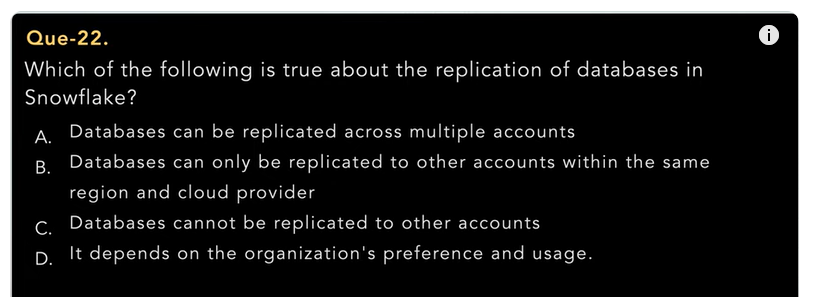 Que-22.
i
Which of the following is true about the replication of databases in
Snowflake?
A. Databases can be replicated across multiple accounts
B. Databases can only be replicated to other accounts within the same
region and cloud provider
C. Databases cannot be replicated to other accounts
D. It depends on the organization's preference and usage.